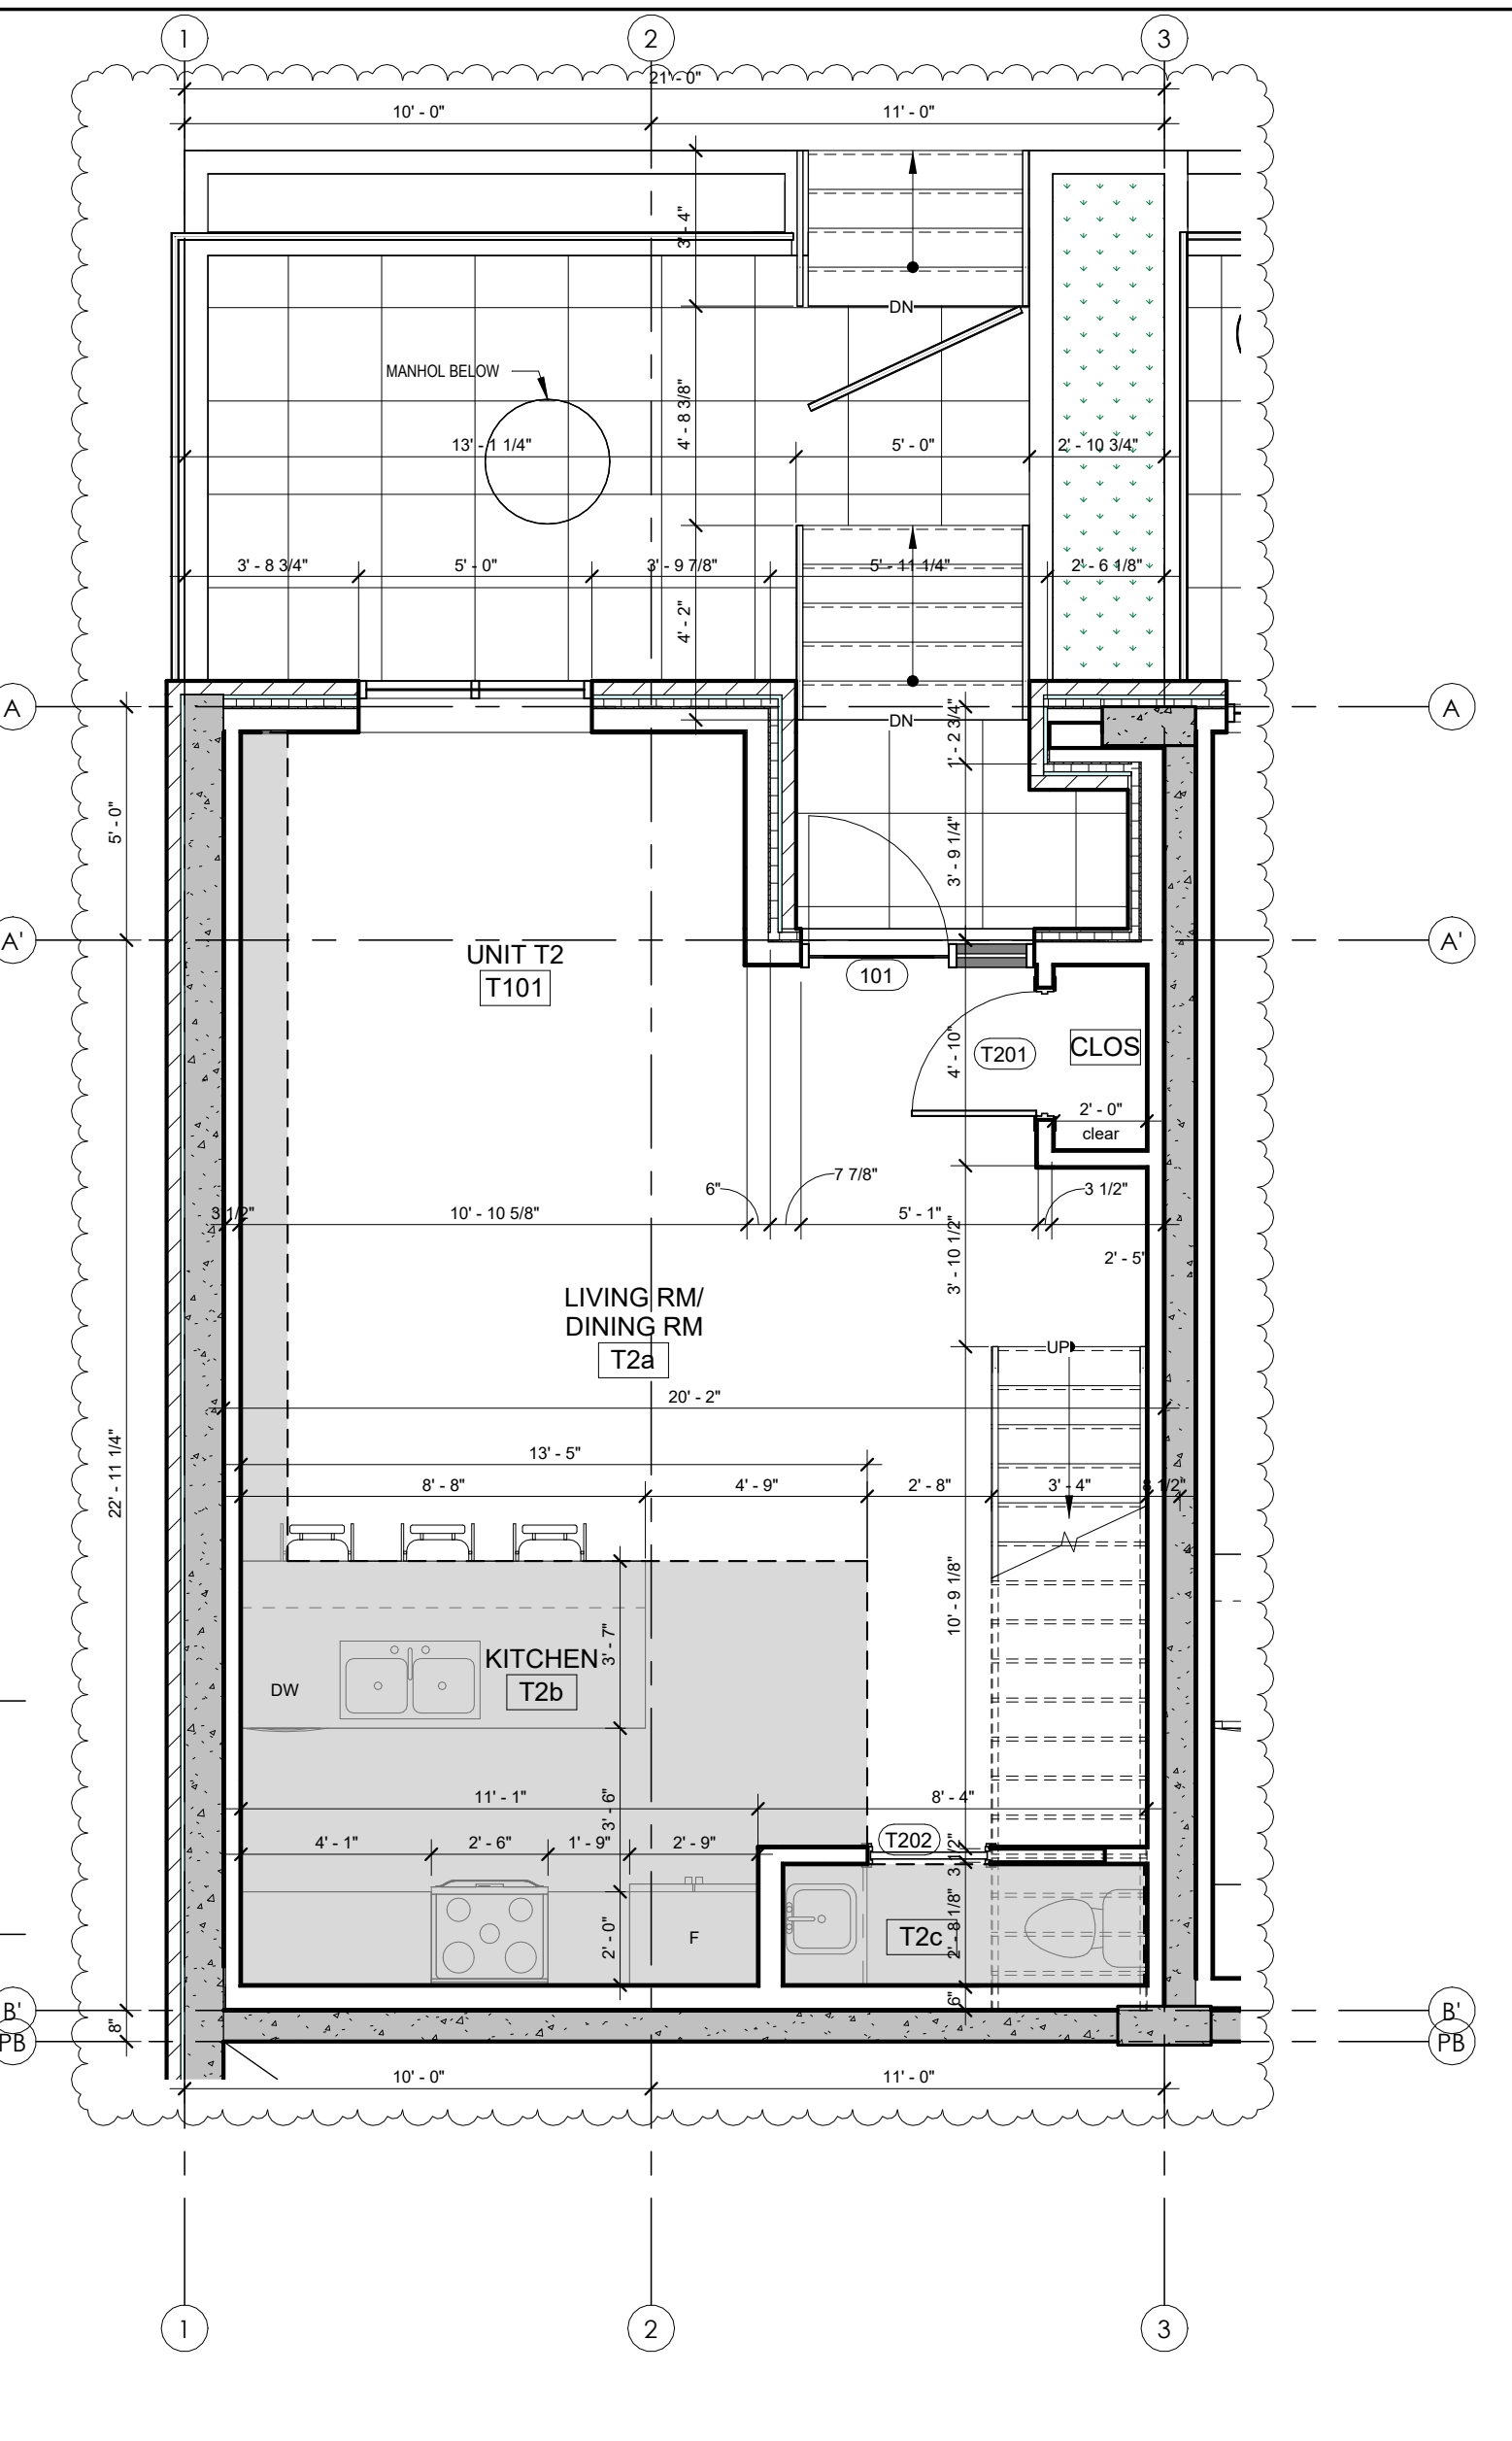 1
2
3
21' - 0"
10' - 0"
11' - 0"
3' - 4"
DN
MANHOL BELOW
4' - 8 3/8"
13' - 1 1/4"
5' - 0"
2' - 10 3/4"
3' - 8 3/4"
5' - 0"
3' - 9 7/8"
5' - 11 1/4"
2' - 6 1/8"
4' - 2"
A
A
DN
1' - 2 3/4"
5' - 0"
3' - 9 1/4"
A'
A'
UNIT T2
T101
101
4' - 10"
T201
CLOS
2' - 0"
clear
7 7/8"
6"
3 1/2"
3 1/2"
10' - 10 5/8"
5' - 1"
3' - 10 1/2"
2' - 5'
LIVING RM/
DINING RM
T2a
UP
20' - 2"
13' - 5"
22' - 11 1/4"
8' - 8"
4' - 9"
2' - 8"
3' - 4"
8 1/2"
10' - 9 1/8"
3' - 7"
KITCHEN
T2b
DW
11' - 1"
3' - 6"
8' - 4"
T202
4' - 1"
2' - 6"
1' - 9"
2' - 9"
3 1/2"
T2c
2' - 8 1/8"
2' - 0"
F
6"
B'
B'
8"
PB
PB
10' - 0"
11' - 0"
1
2
3